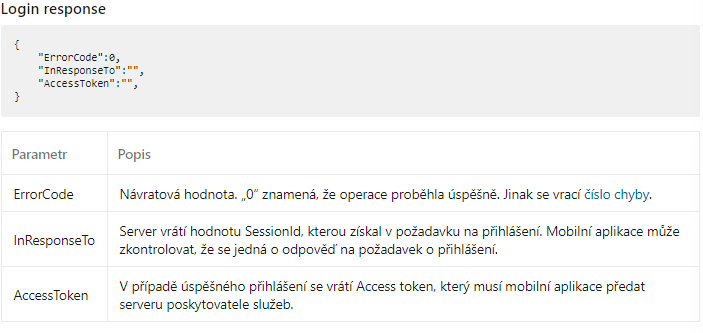 Login response
{
"ErrorCode":0,
"InResponseTo":"",
"AccessToken":"",
}
Parametr Popis
ErrorCode Návratová hodnota. „0“ znamená, že operace proběhla úspěšně. Jinak se vrací číslo chyby.
InResponseTo Server vrátí hodnotu SessionId, kterou získal v požadavku na přihlášení. Mobilní aplikace může
zkontrolovat, že se jedná o odpověď na požadavek o přihlášení.
AccessToken V případě úspěšného přihlášení se vrátí Access token, který musí mobilní aplikace předat
serveru poskytovatele služeb.